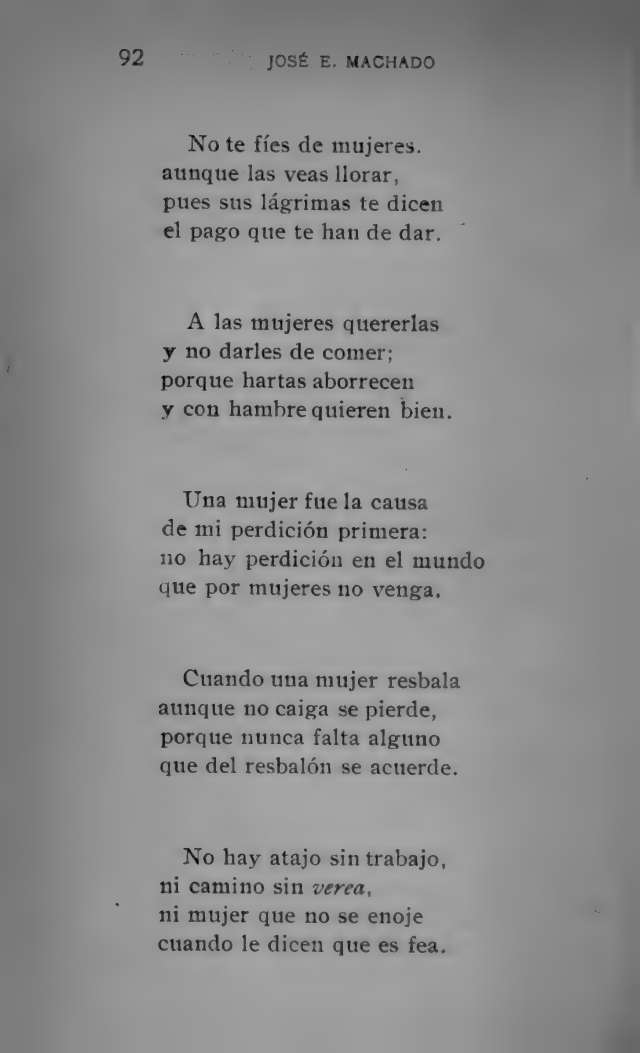 92 JOSÉ E. MACHADO
No te fíes de mujeres.
aunque las veas llorar,
pues sus lágrimas te dicen
el pago que te han de dar.
A las mujeres quererlas
y no darles de comer;
porque hartas aborrecen
y con hambre quieren bien.
Una mujer fue la causa
de mi perdición primera:
no hay perdición en el mundo
que por mujeres no venga.
Cuando una mujer resbala
aunque no caiga se pierde,
porque nunca falta alguno
que del resbalón se acuerde.
No hay atajo sin trabajo,
ni camino sin verea,
ni mujer que no se enoje
cuando le dicen que es fea.